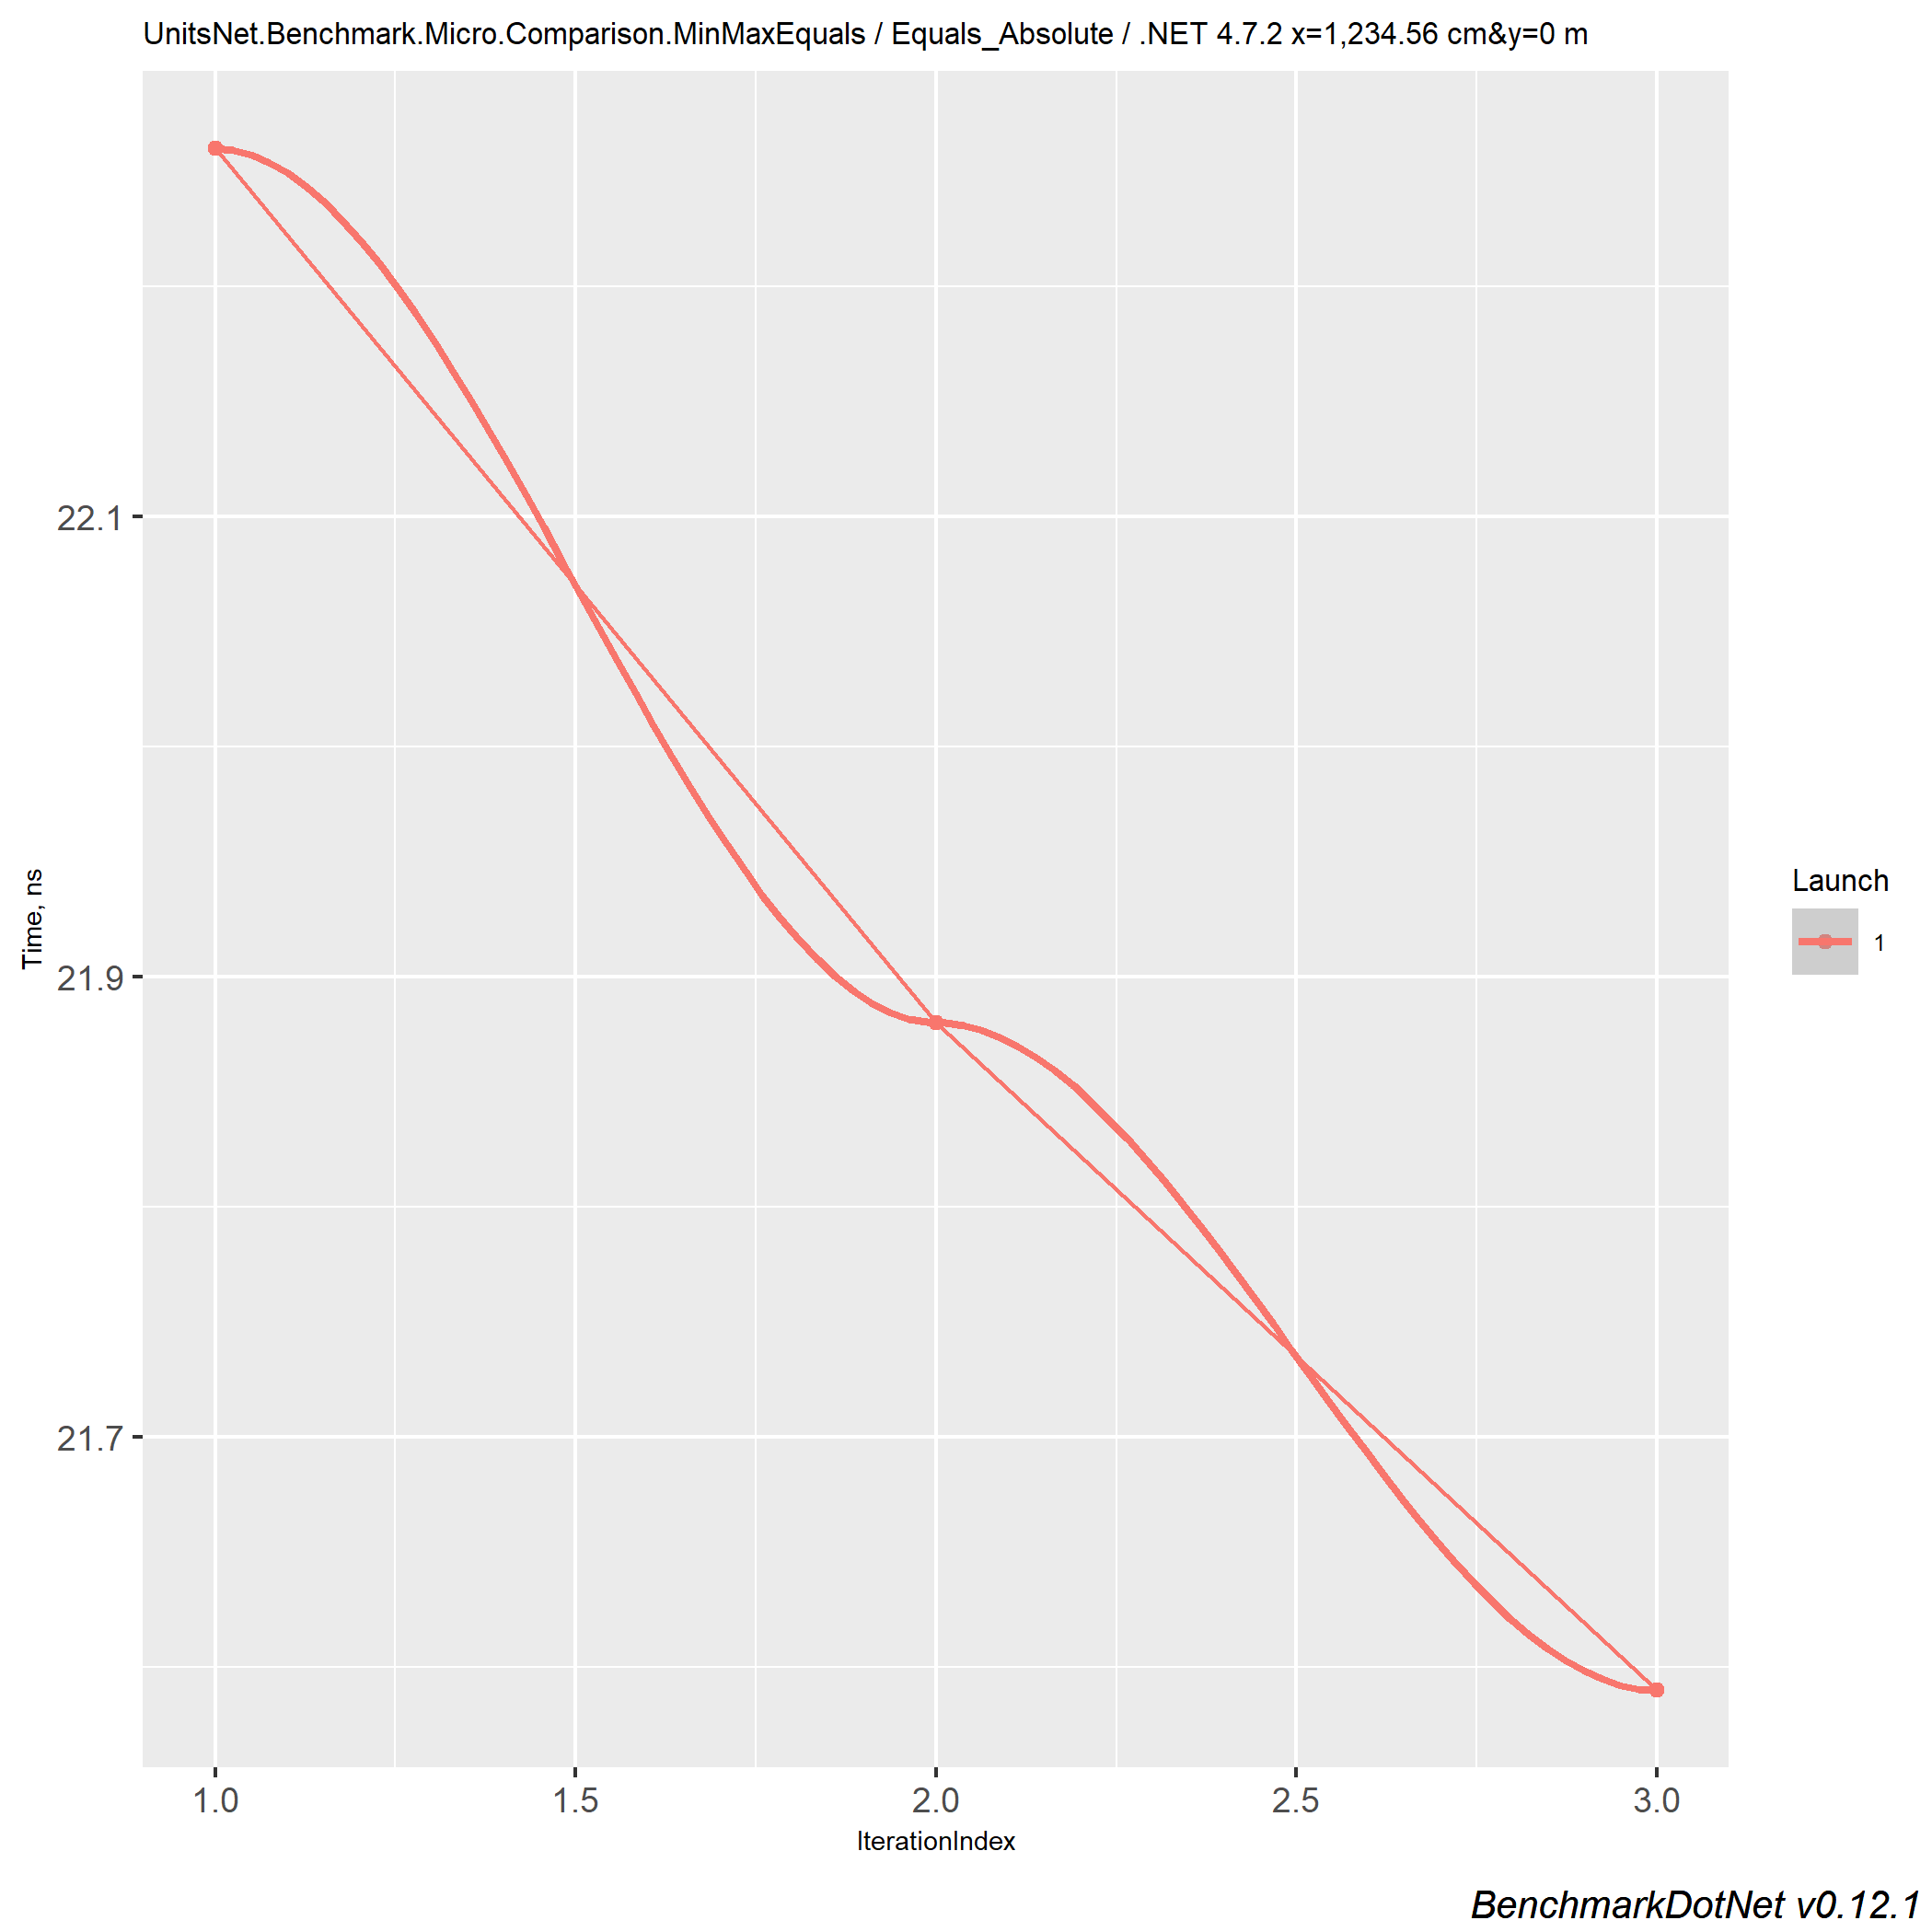 UnitsNet.Benchmark.Micro.Comparison.MinMaxEquals / Equals_Absolute / .NET 4.7.2 x=1,234.56 cm&y=0 m
22.1
21.9
21.7
Time, ns
1.0 1.5 2.0 2.5 3.0
IterationIndex
Launch
1
BenchmarkDotNet v0.12.1